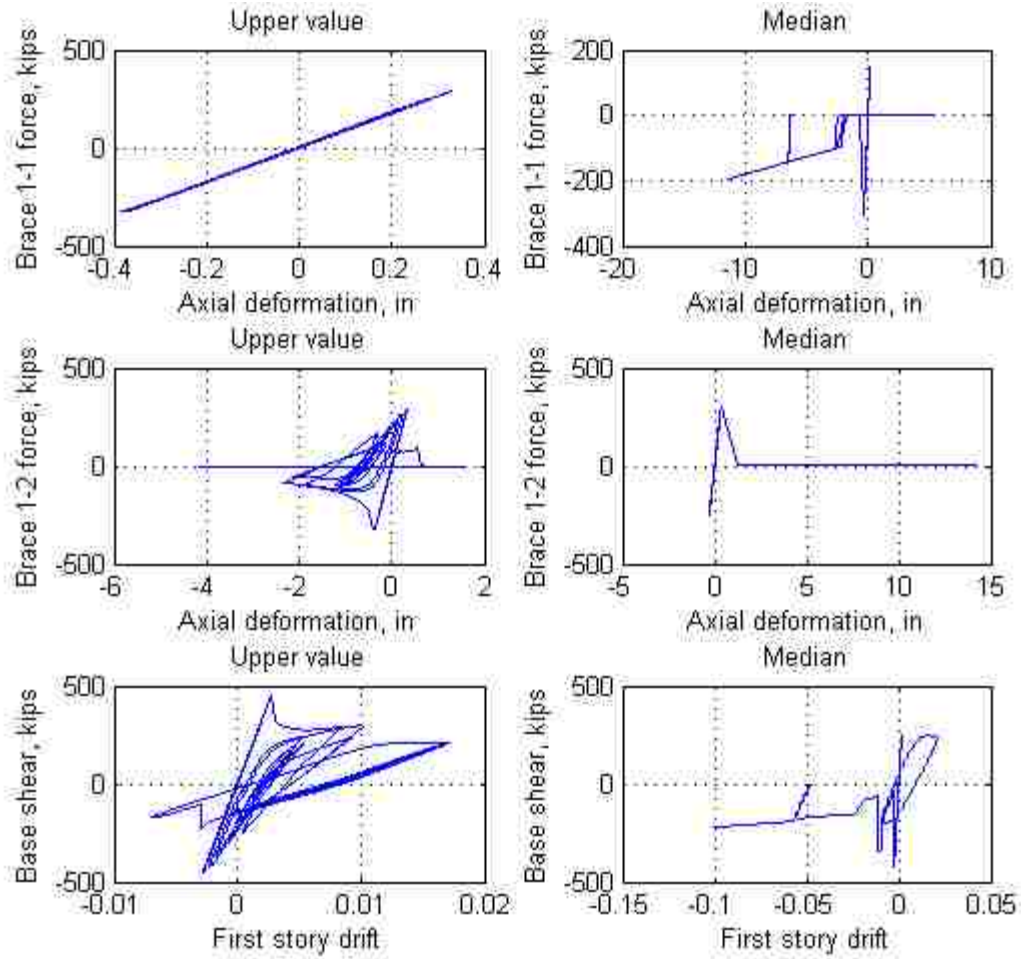 Upper value
Median
Brace 1-1 force, kips
500
0
-500
-0.4
-0.2
0
0.2
0.4
Axial deformation, in
Brace 1-1 force, kips
200
0
-200
-400
-20
-10
0
10
Axial deformation, in
Upper value
Median
Brace 1-2 force, kips
500
0
-500
-6
-4
-2
0
2
Axial deformation, in
Brace 1-2 force, kips
500
0
-500
-5
0
5
10
15
Axial deformation, in
Upper value
Median
Base shear, kips
500
0
-500
-0.01
0
0.01
0.02
First story drift
Base shear, kips
500
0
-500
-0.15
-0.1
-0.05
0
0.05
First story drift